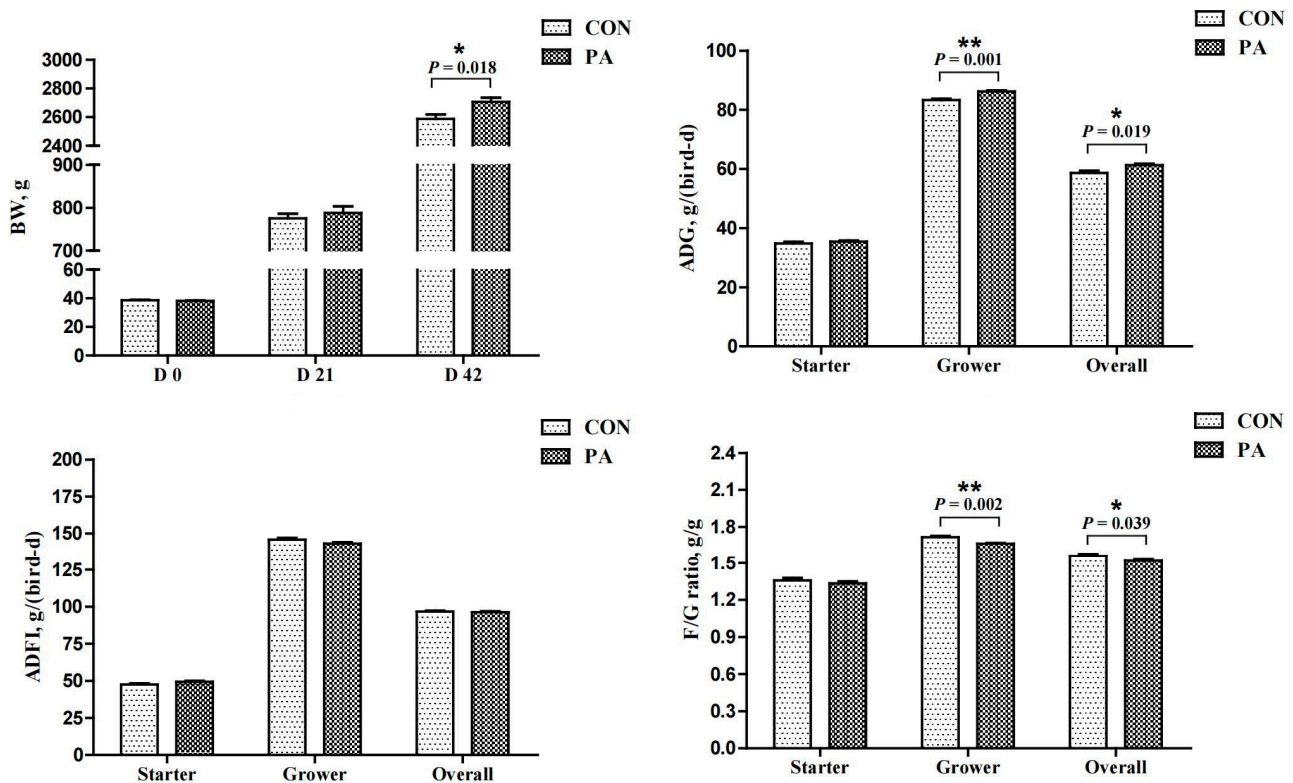 CON
PA
BW, g
3000
2800
2600
2400
900
800
700
60
40
20
0
*
P = 0.018
D 0
D 21
D 42
CON
PA
ADG, g/(bird-d)
100
80
60
40
20
0
**
P = 0.001
*
P = 0.019
Starter
Grower
Overall
CON
PA
ADFI, g/(bird-d)
200
175
150
125
100
75
50
25
0
Starter
Grower
Overall
CON
PA
F/G ratio, g/g
2.4
2.1
1.8
1.5
1.2
0.9
0.6
0.3
0.0
**
P = 0.002
*
P = 0.039
Starter
Grower
Overall